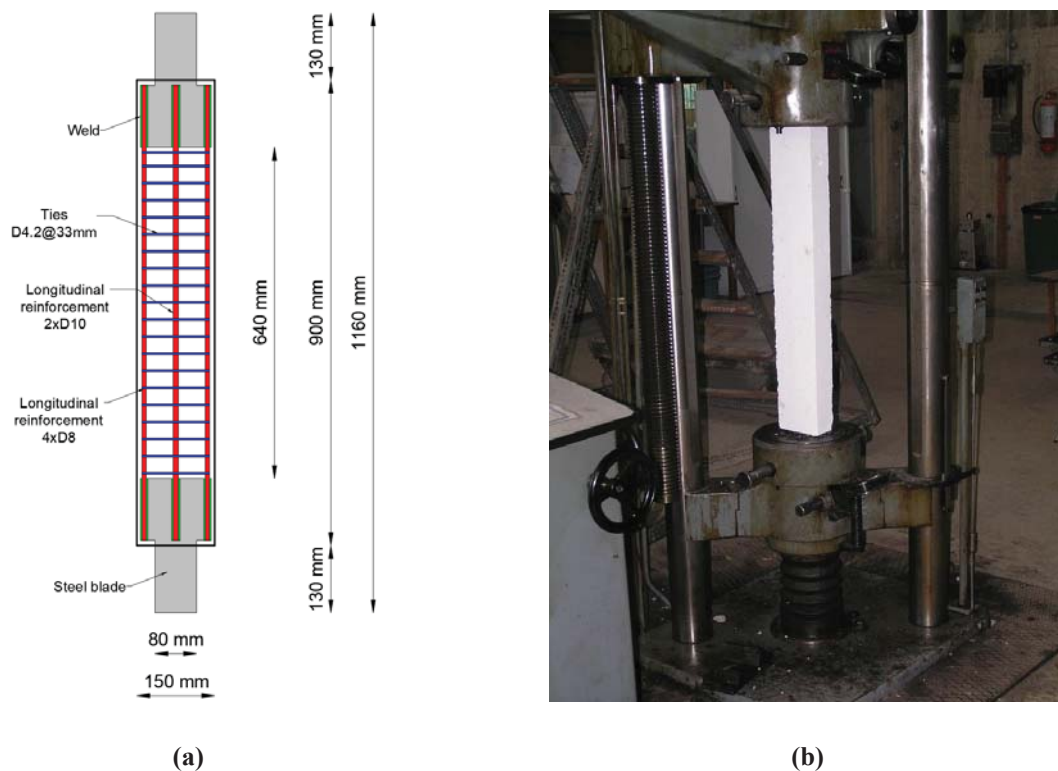 130 mm
Weld
Ties
D4.2@33mm
Longitudinal
reinforcement
2xD10
640 mm
900 mm
1160 mm
Longitudinal
reinforcement
4xD8
Steel blade
130 mm
80 mm
150 mm
(a)
(b)